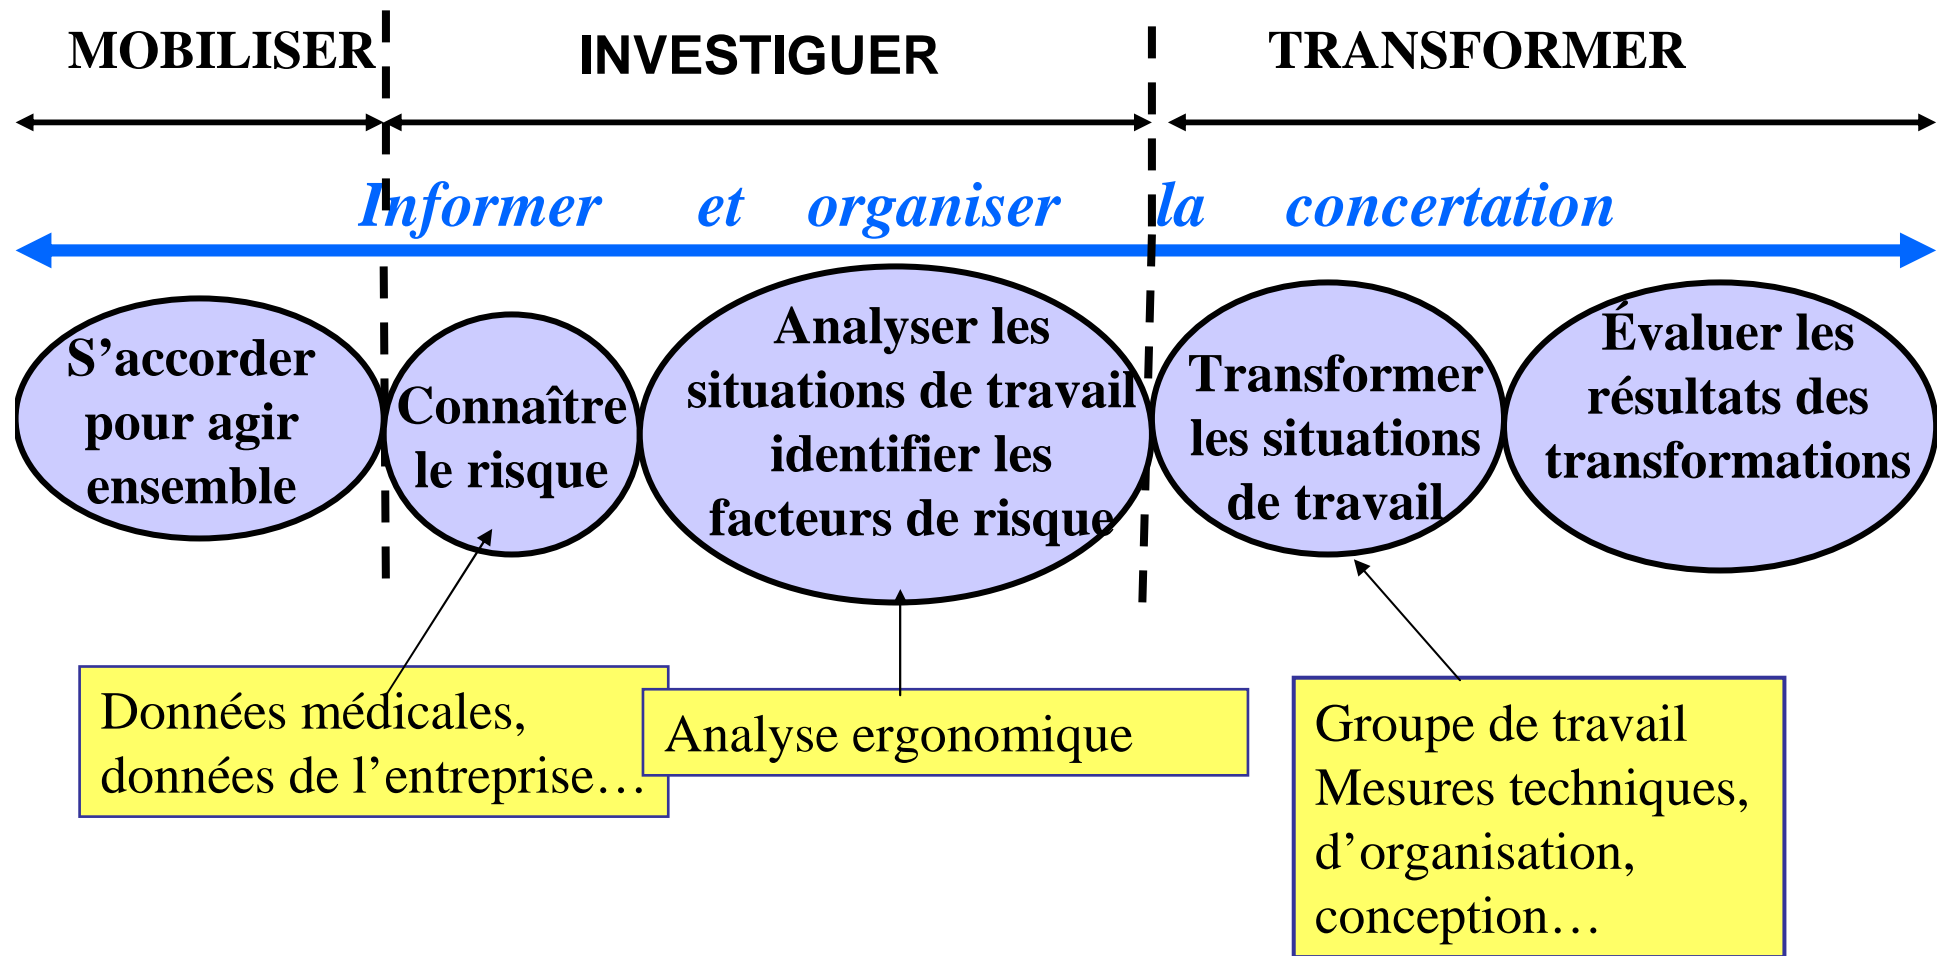 MOBILISER
INVESTIGUER
TRANSFORMER
Informer et organiser la concertation
S’accorder
pour agir
ensemble
Connaître
le risque
Analyser les
situations de travail
identifier les
facteurs de risque
Transformer
les situations
de travail
Évaluer les
résultats des
transformations
Données médicales,
données de l’entreprise…
Analyse ergonomique
Groupe de travail
Mesures techniques,
d’organisation,
conception…